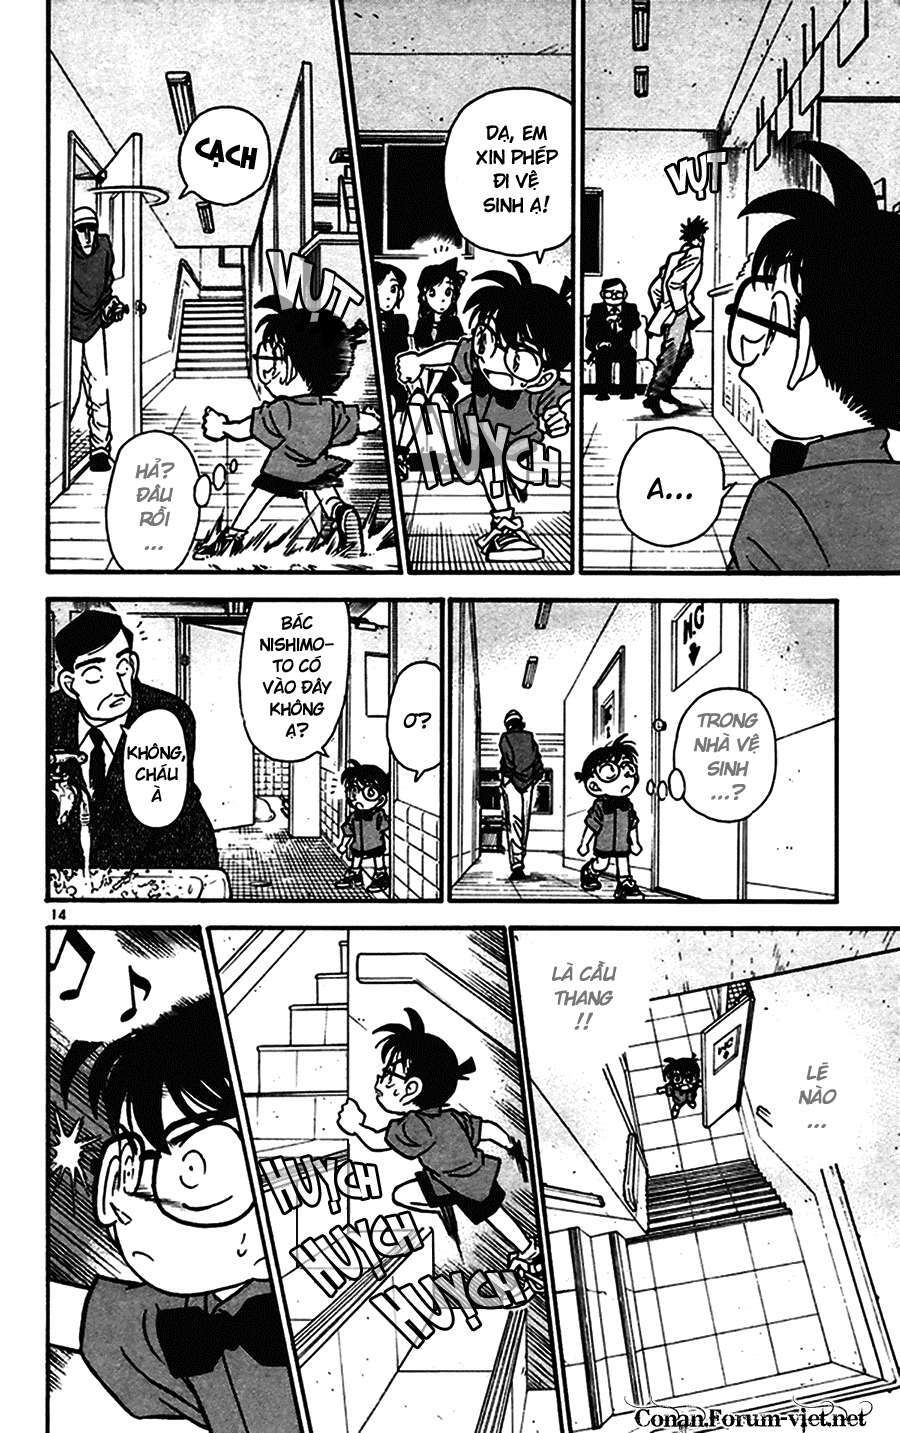 VỤT
A...
DẠ, EM
XIN PHÉP
ĐI VỆ
SINH Ạ!
HUỲCH
CẠCH
VỤT
HẢ?
ĐÂU
RỒI
...
W.C
TRONG
NHÀ VỆ
SINH
...?
Ơ?
BÁC
NISHIMO-
TO CÓ
VÀO ĐÂY
KHÔNG
Ạ?
KHÔNG,
CHÁU
À
14
LẼ
NÀO
...
LÀ CẦU
THANG
!!
HUỴCH
HUỴCH
HUỴCH
Conan.Forum-viet.net